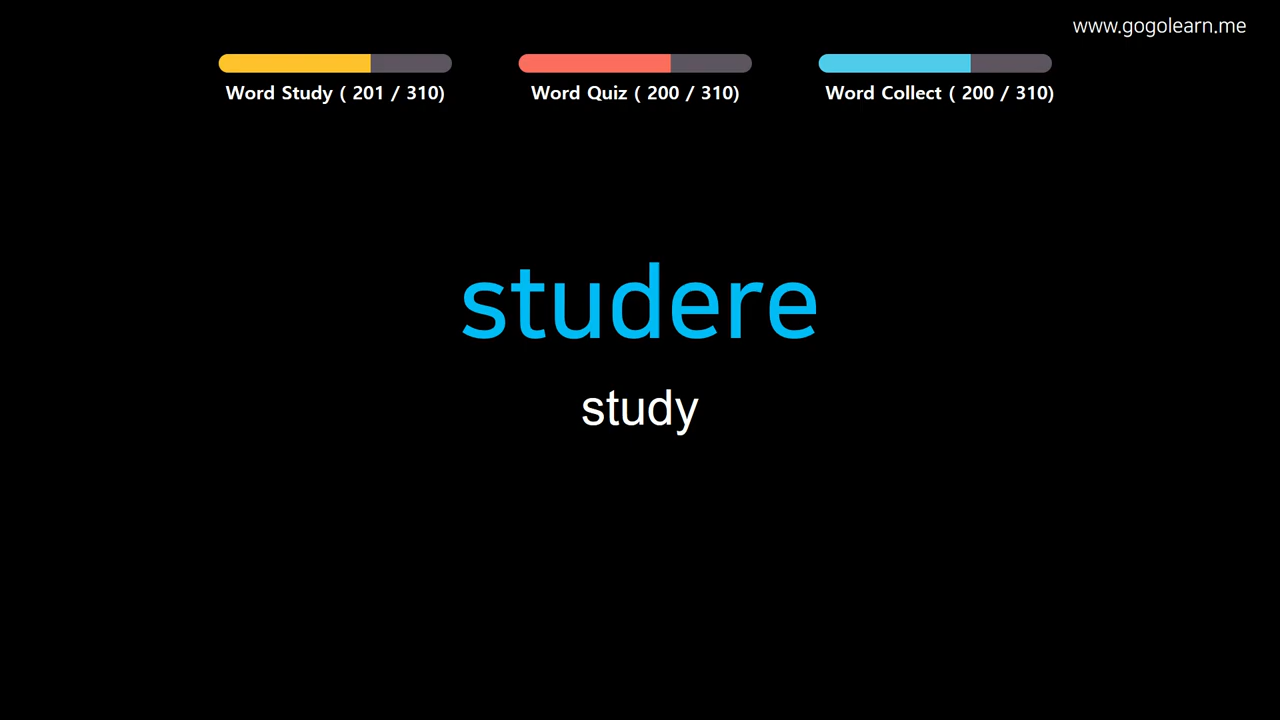 www.gogolearn.me
Word Study ( 201 / 310)
Word Quiz ( 200 / 310)
Word Collect ( 200 / 310)
studere
study